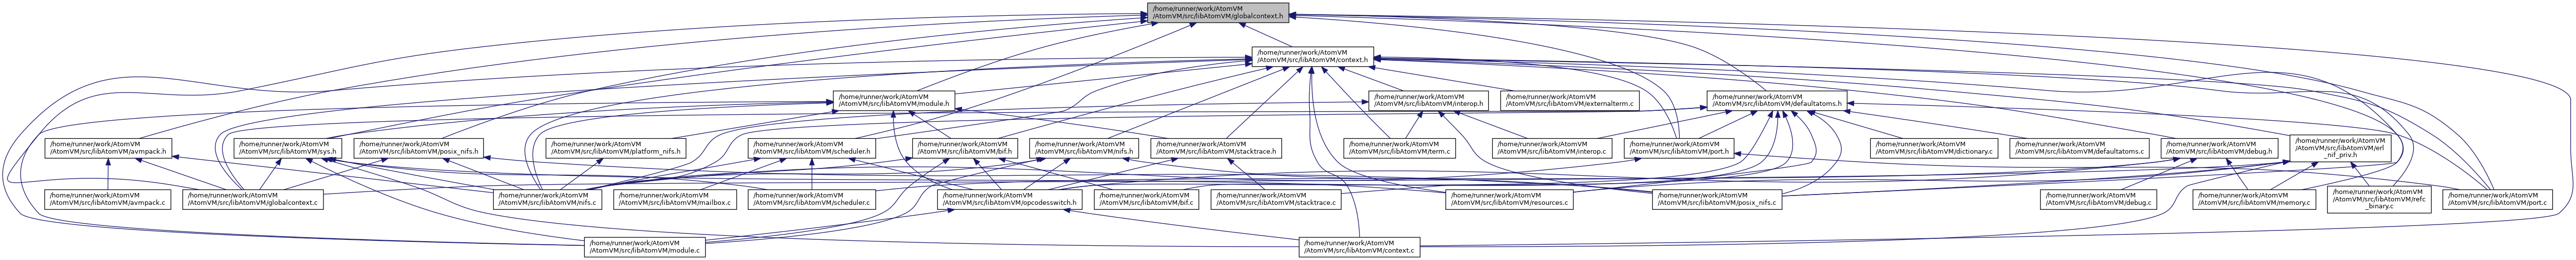 /home/runner/work/AtomVM
/AtomVM/src/libAtomVM/globalcontext.h
/home/runner/work/AtomVM
/AtomVM/src/libAtomVM/context.h
/home/runner/work/AtomVM
/AtomVM/src/libAtomVM/module.h
/home/runner/work/AtomVM
/AtomVM/src/libAtomVM/interop.h
/home/runner/work/AtomVM
/AtomVM/src/libAtomVM/externalterm.c
/home/runner/work/AtomVM
/AtomVM/src/libAtomVM/defaultatoms.h
/home/runner/work/AtomVM
/AtomVM/src/libAtomVM/avmpack.h
/home/runner/work/AtomVM
/AtomVM/src/libAtomVM/sys.h
/home/runner/work/AtomVM
/AtomVM/src/libAtomVM/posix_nifs.h
/home/runner/work/AtomVM
/AtomVM/src/libAtomVM/platform_nifs.h
/home/runner/work/AtomVM
/AtomVM/src/libAtomVM/scheduler.h
/home/runner/work/AtomVM
/AtomVM/src/libAtomVM/bif.h
/home/runner/work/AtomVM
/AtomVM/src/libAtomVM/nifs.h
/home/runner/work/AtomVM
/AtomVM/src/libAtomVM/stacktrace.h
/home/runner/work/AtomVM
/AtomVM/src/libAtomVM/term.c
/home/runner/work/AtomVM
/AtomVM/src/libAtomVM/interop.c
/home/runner/work/AtomVM
/AtomVM/src/libAtomVM/port.h
/home/runner/work/AtomVM
/AtomVM/src/libAtomVM/dictionary.c
/home/runner/work/AtomVM
/AtomVM/src/libAtomVM/defaultatoms.c
/home/runner/work/AtomVM
/AtomVM/src/libAtomVM/debug.h
/home/runner/work/AtomVM
/AtomVM/src/libAtomVM/erl
_nif_priv.h
/home/runner/work/AtomVM
/AtomVM/src/libAtomVM/avmpack.c
/home/runner/work/AtomVM
/AtomVM/src/libAtomVM/globalcontext.c
/home/runner/work/AtomVM
/AtomVM/src/libAtomVM/nifs.c
/home/runner/work/AtomVM
/AtomVM/src/libAtomVM/mailbox.c
/home/runner/work/AtomVM
/AtomVM/src/libAtomVM/scheduler.c
/home/runner/work/AtomVM
/AtomVM/src/libAtomVM/opcodesswitch.h
/home/runner/work/AtomVM
/AtomVM/src/libAtomVM/bif.c
/home/runner/work/AtomVM
/AtomVM/src/libAtomVM/stacktrace.c
/home/runner/work/AtomVM
/AtomVM/src/libAtomVM/resources.c
/home/runner/work/AtomVM
/AtomVM/src/libAtomVM/posix_nifs.c
/home/runner/work/AtomVM
/AtomVM/src/libAtomVM/debug.c
/home/runner/work/AtomVM
/AtomVM/src/libAtomVM/memory.c
/home/runner/work/AtomVM
/AtomVM/src/libAtomVM/refc
_binary.c
/home/runner/work/AtomVM
/AtomVM/src/libAtomVM/port.c
/home/runner/work/AtomVM
/AtomVM/src/libAtomVM/module.c
/home/runner/work/AtomVM
/AtomVM/src/libAtomVM/context.c